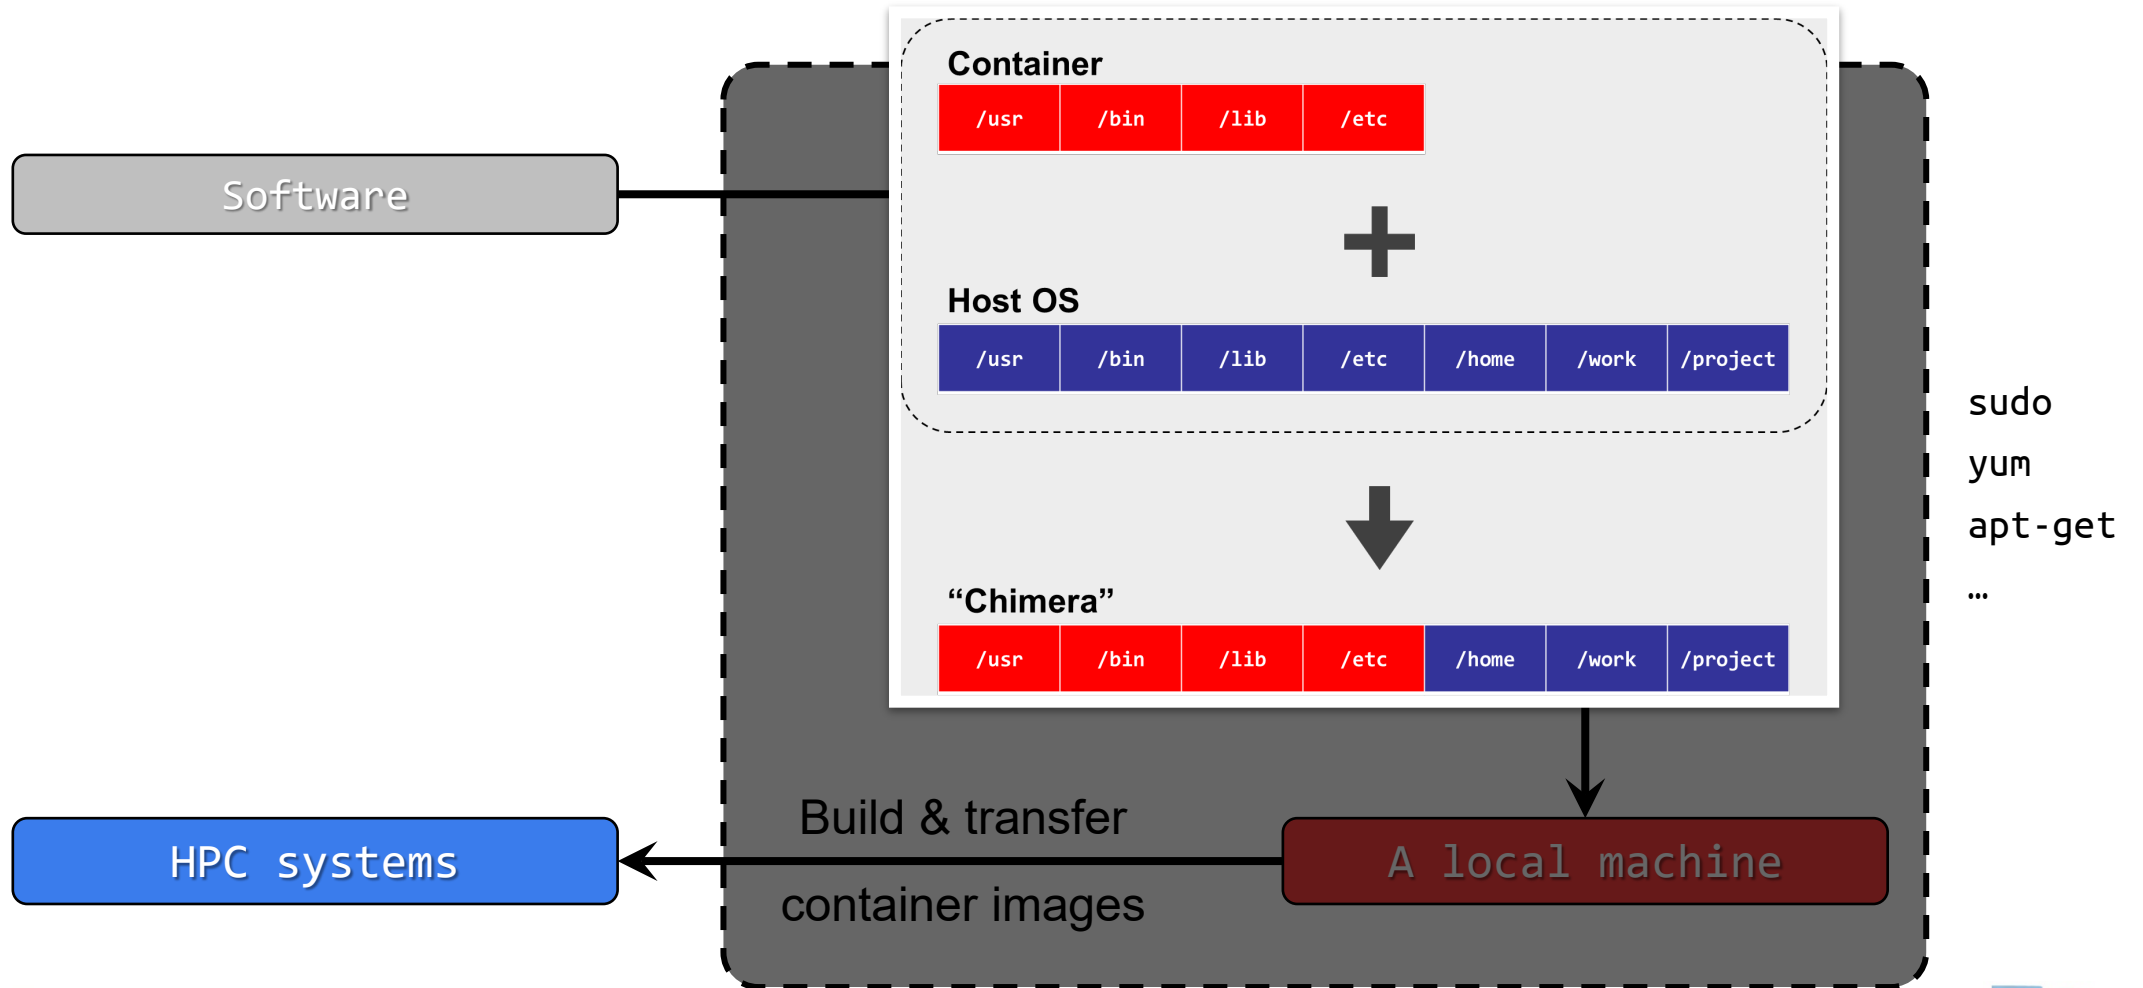 Container
/usr /bin /lib /etc
Software
Host OS
/usr /bin /lib /etc /home /work /project
sudo
yum
apt-get
…
“Chimera”
/usr /bin /lib /etc /home /work /project
Build & transfer
HPC systems
A local machine
container images